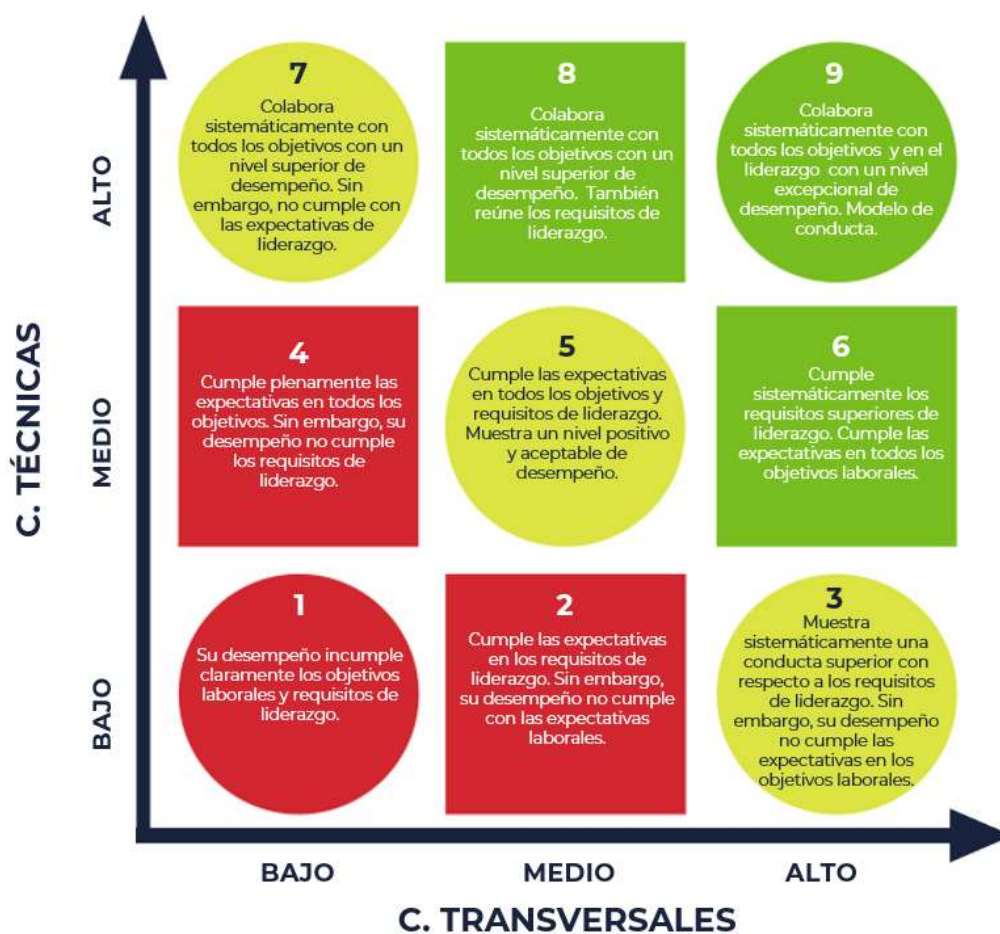 C. TÉCNICAS
ALTO
MEDIO
BAJO
7
Colabora
sistemáticamente con
todos los objetivos con un
nivel superior de
desempeño. Sin
embargo, no cumple con
las expectativas de
liderazgo.
8
Colabora
sistemáticamente con
todos los objetivos con un
nivel superior de
desempeño. También
reúne los requisitos de
liderazgo.
9
Colabora
sistemáticamente con
todos los objetivos y en el
liderazgo con un nivel
excepcional de
desempeño. Modelo de
conducta.
4
Cumple plenamente las
expectativas en todos los
objetivos. Sin embargo, su
desempeño no cumple
los requisitos de
liderazgo.
5
Cumple las expectativas
en todos los objetivos y
requisitos de liderazgo.
Muestra un nivel positivo
y aceptable de
desempeño.
6
Cumple
sistemáticamente los
requisitos superiores de
liderazgo. Cumple las
expectativas en todos los
objetivos laborales.
1
Su desempeño incumple
claramente los objetivos
laborales y requisitos de
liderazgo.
2
Cumple las expectativas
en los requisitos de
liderazgo. Sin embargo,
su desempeño no cumple
con las expectativas
laborales.
3
Muestra
sistemáticamente una
conducta superior con
respecto a los requisitos
de liderazgo. Sin
embargo, su desempeño
no cumple las
expectativas en los
objetivos laborales.
BAJO
MEDIO
ALTO
C. TRANSVERSALES